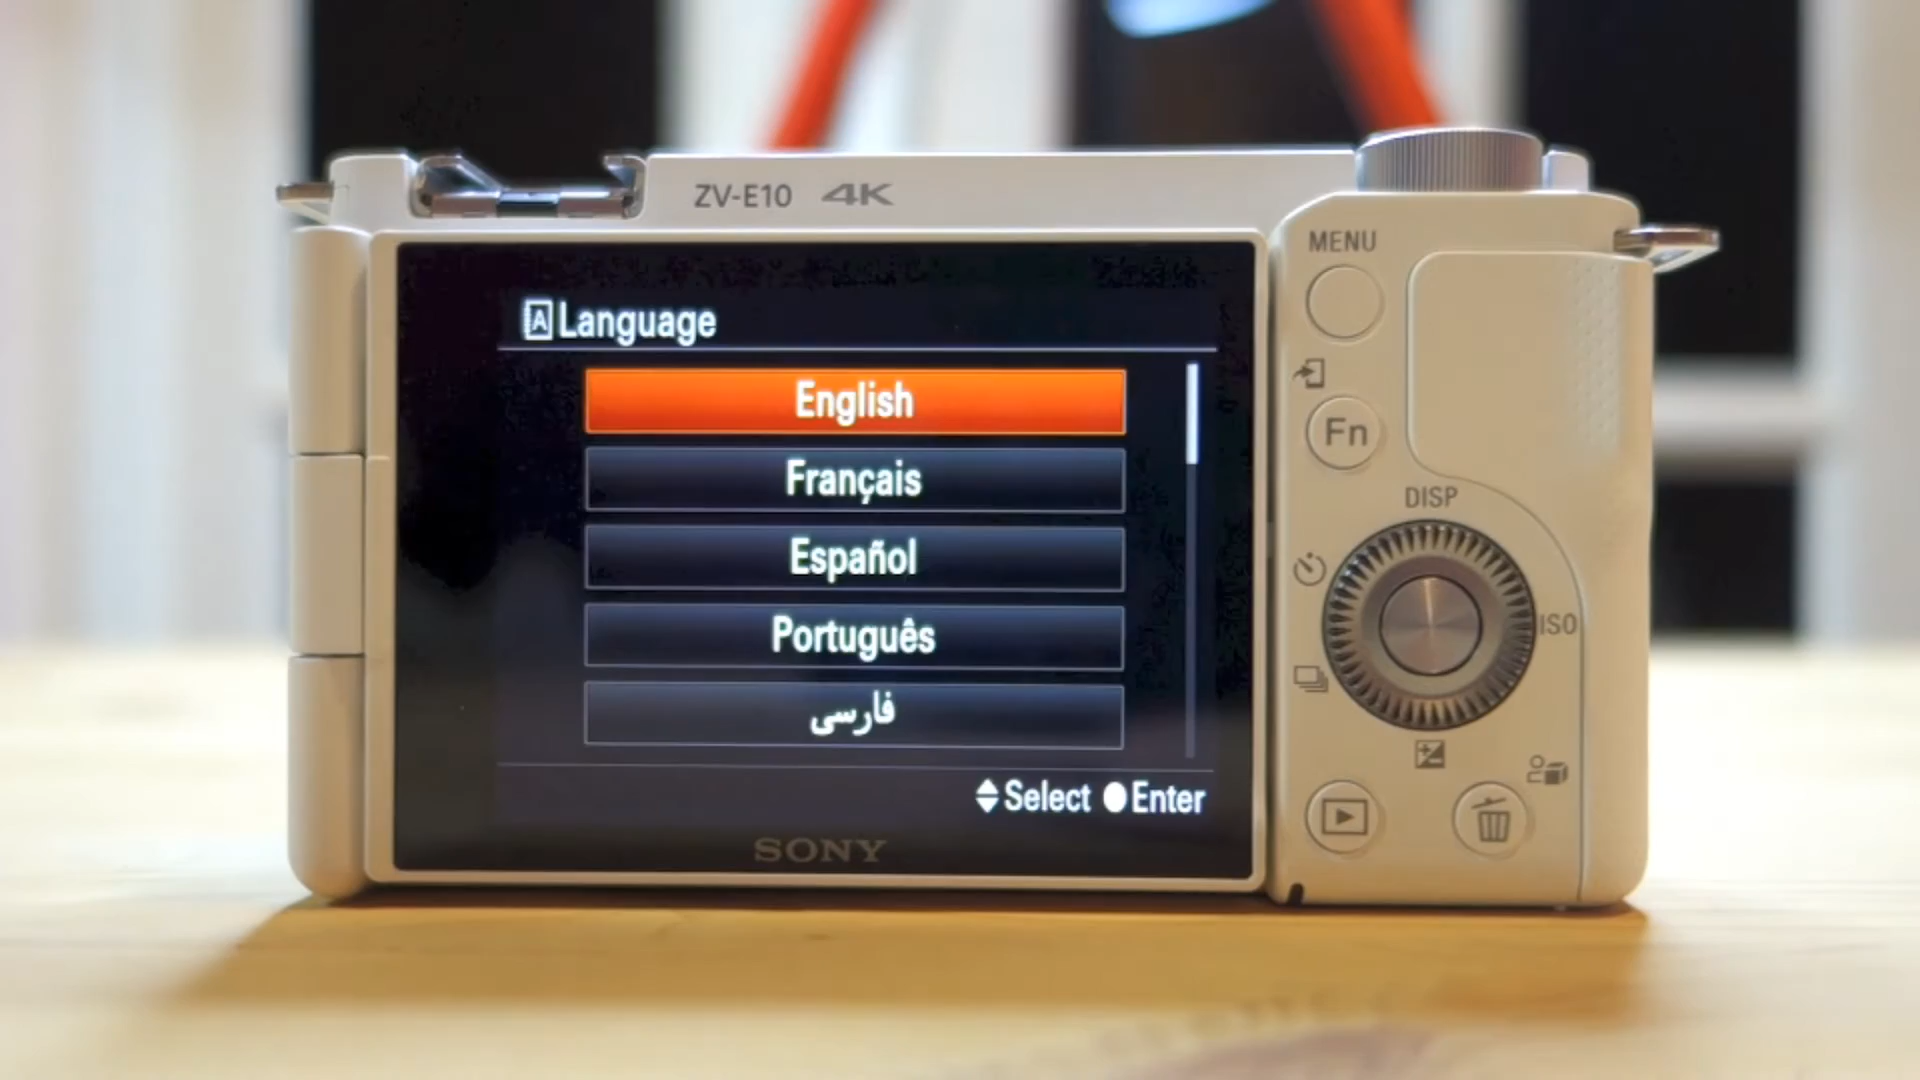 ZV-E10 4K
MENU
A Language
English
Fn
Français
DISP
Español
ISO
Português
فارسی
Select Enter
SONY